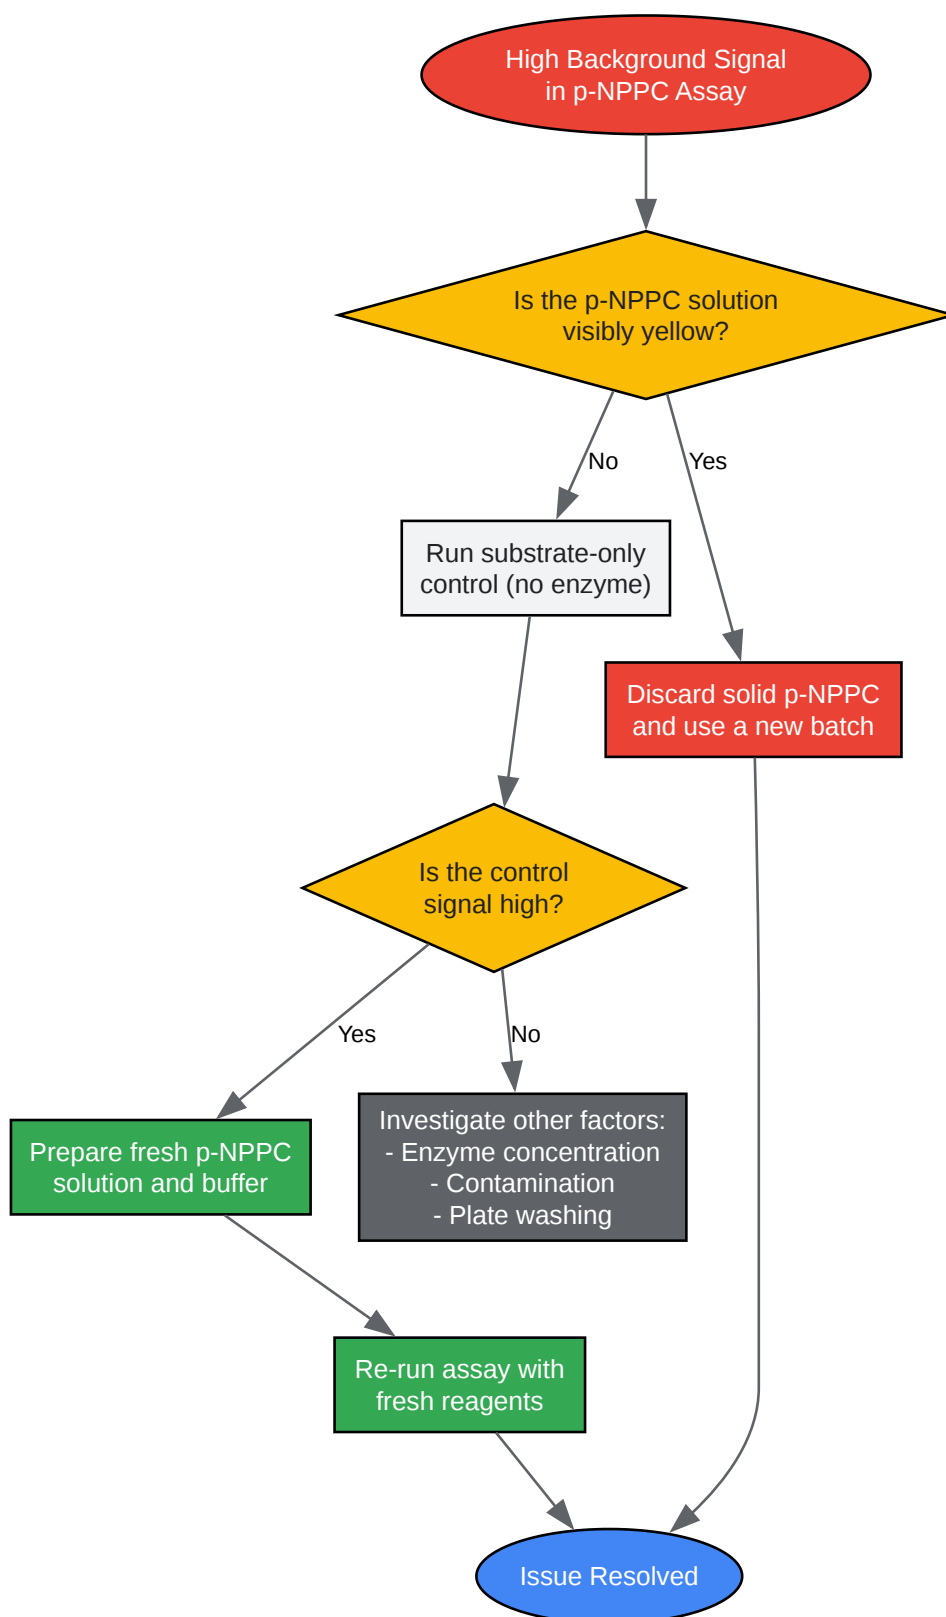 High Background Signal
in p-NPPC Assay
Is the p-NPPC solution
visibly yellow?
No
Yes
Run substrate-only
control (no enzyme)
Discard solid p-NPPC
and use a new batch
Is the control
signal high?
Yes
No
Prepare fresh p-NPPC
solution and buffer
Investigate other factors:
- Enzyme concentration
- Contamination
- Plate washing
Re-run assay with
fresh reagents
Issue Resolved